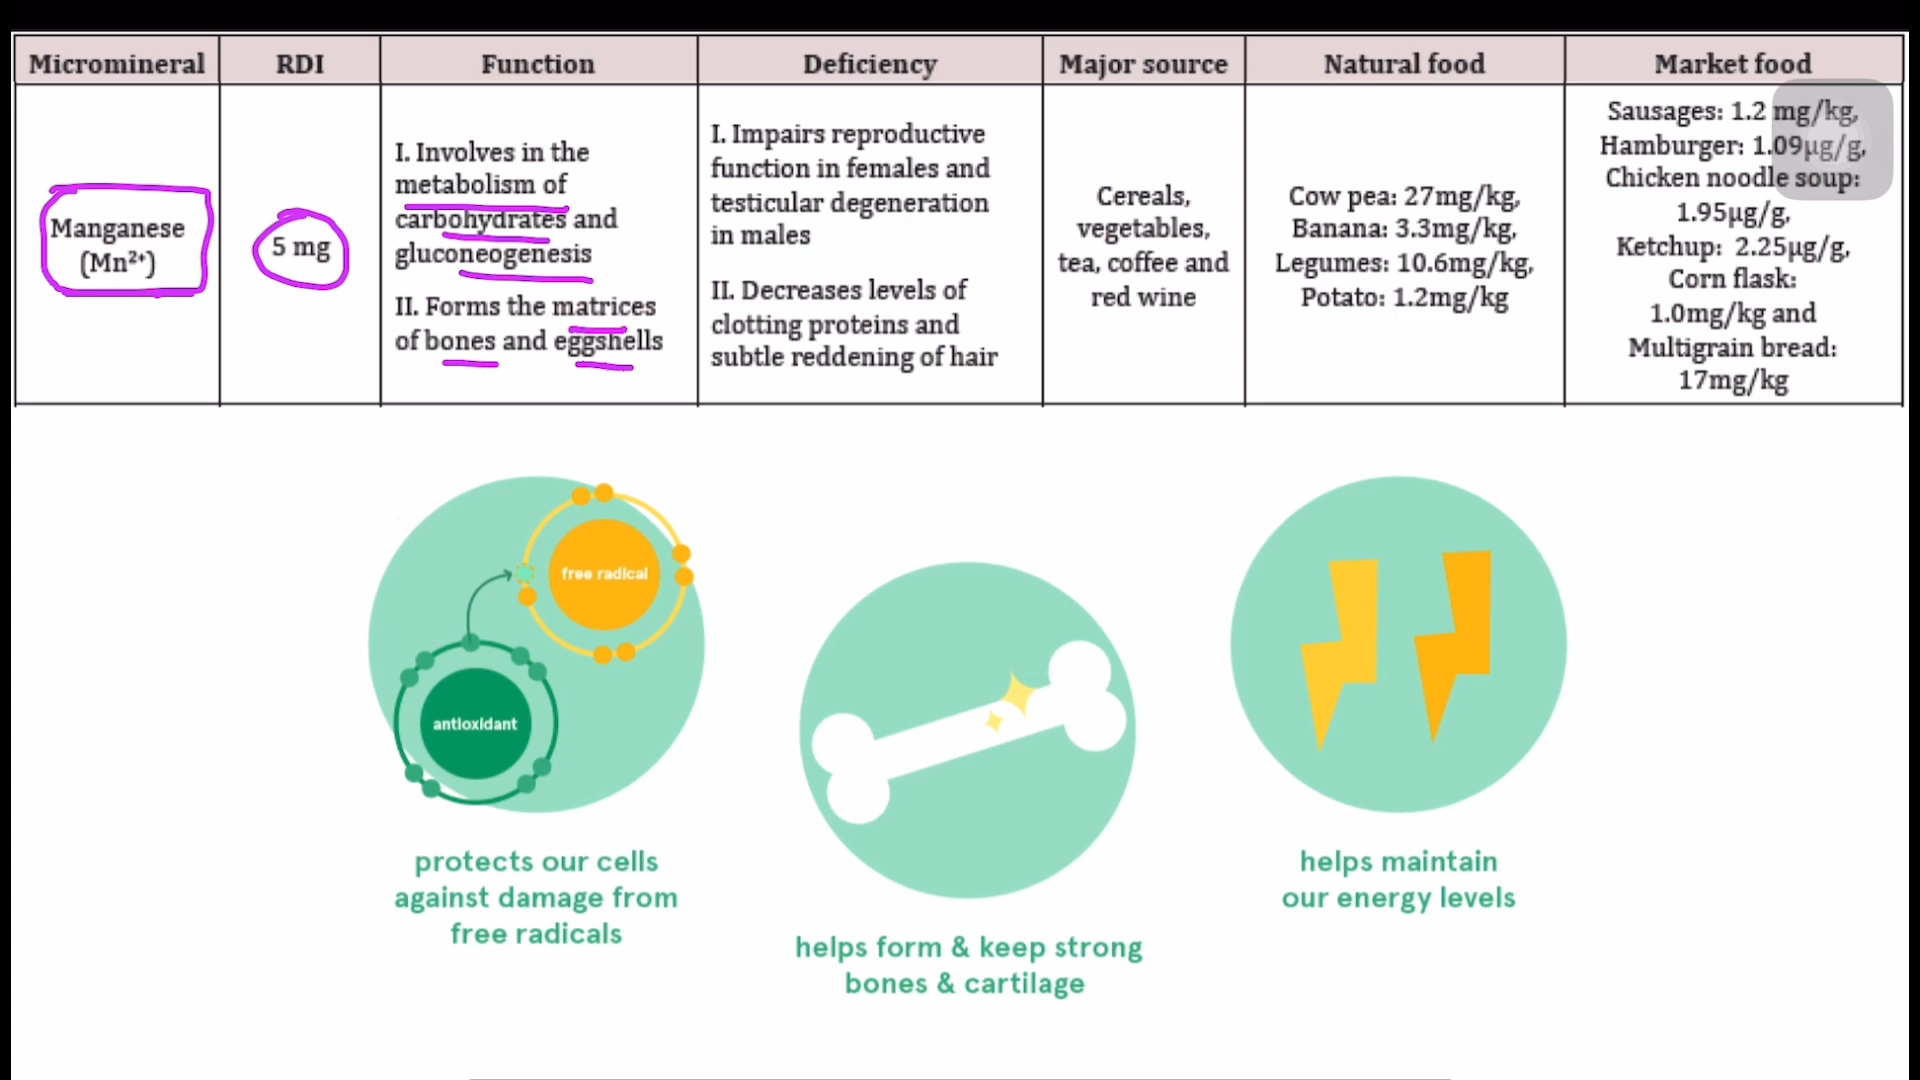 Micromineral
RDI
Function
Deficiency
Major source
Natural food
Market food
Manganese
(Mn²⁺)
5 mg
I. Involves in the
metabolism of
carbohydrates and
gluconeogenesis
II. Forms the matrices
of bones and eggshells
I. Impairs reproductive
function in females and
testicular degeneration
in males
II. Decreases levels of
clotting proteins and
subtle reddening of hair
Cereals,
vegetables,
tea, coffee and
red wine
Cow pea: 27mg/kg,
Banana: 3.3mg/kg,
Legumes: 10.6mg/kg,
Potato: 1.2mg/kg
Sausages: 1.2 mg/kg,
Hamburger: 1.09µg/g,
Chicken noodle soup:
1.95µg/g,
Ketchup: 2.25µg/g,
Corn flask:
1.0mg/kg and
Multigrain bread:
17mg/kg
free radical
antioxidant
protects our cells
against damage from
free radicals
helps form & keep strong
bones & cartilage
helps maintain
our energy levels